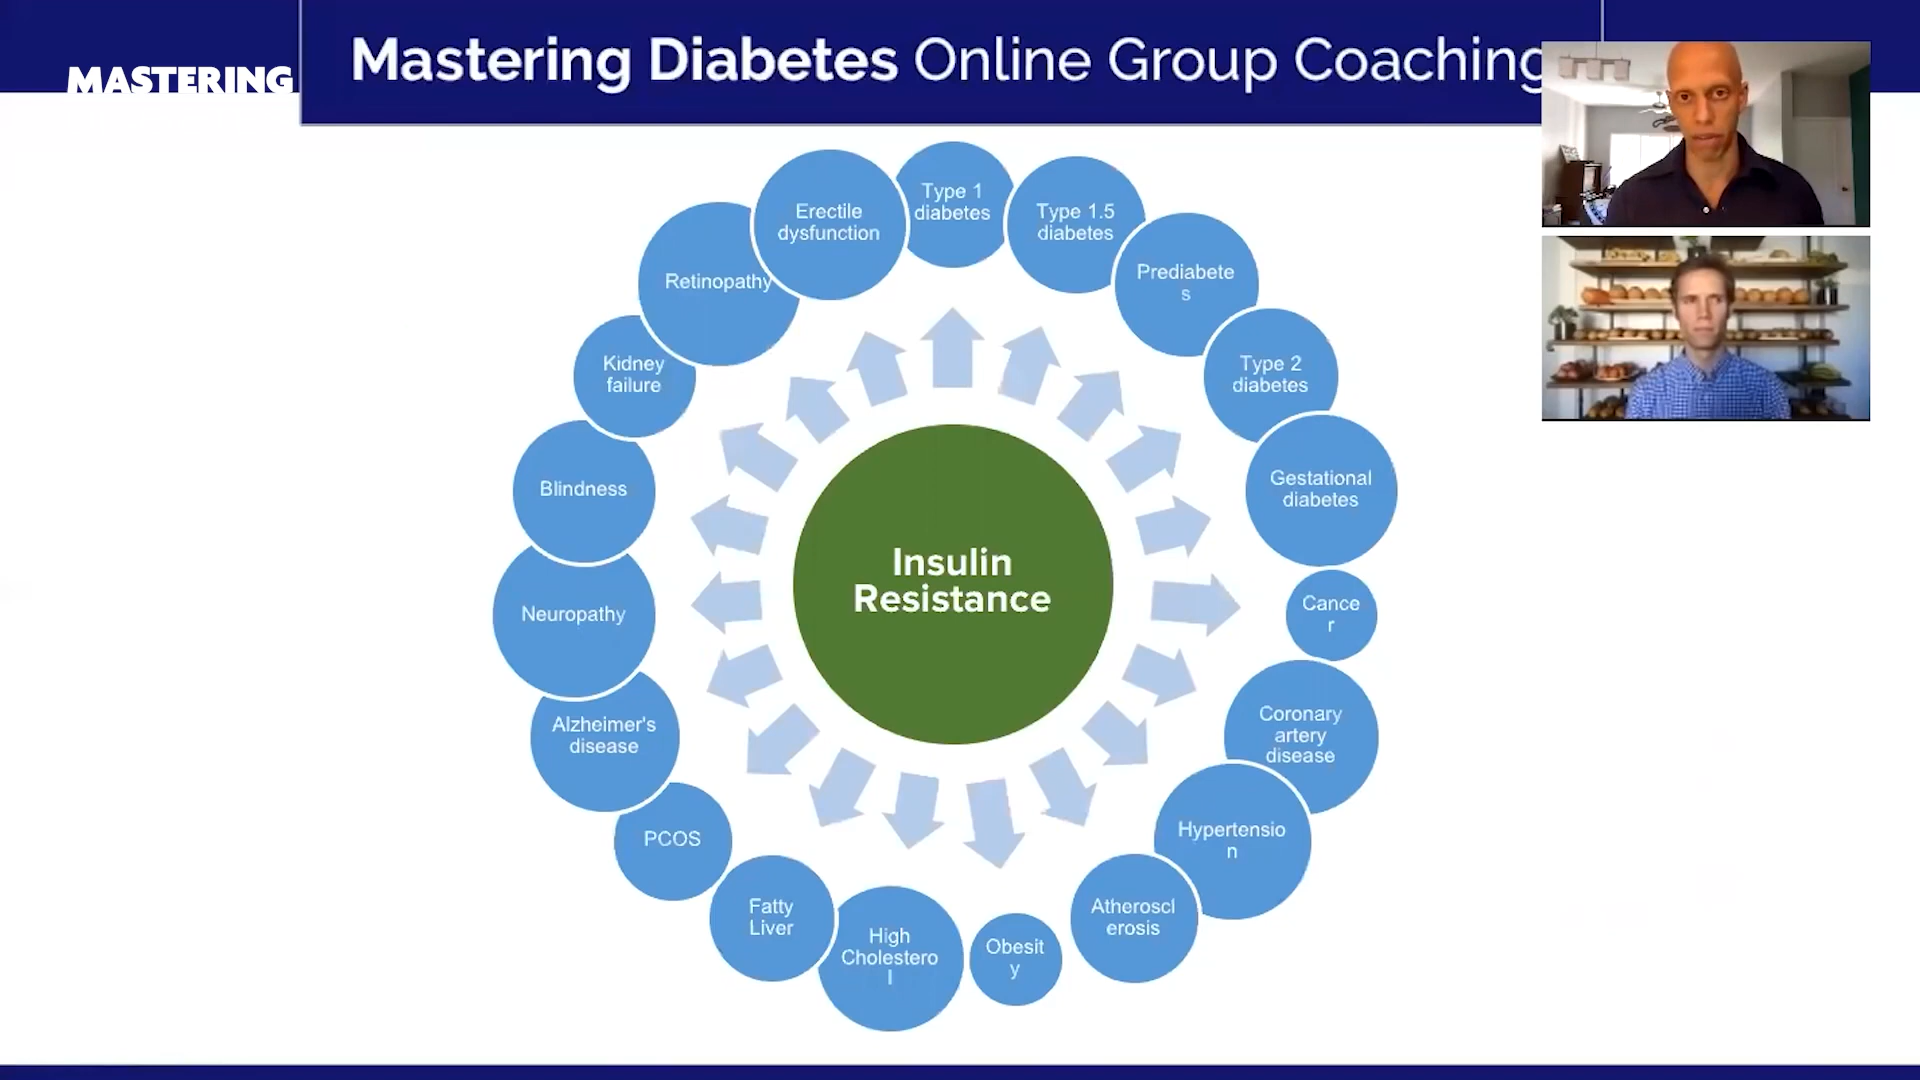 MASTERING
Mastering Diabetes Online Group Coaching
Type 1
diabetes
Type 1.5
diabetes
Prediabete
s
Type 2
diabetes
Gestational
diabetes
Cance
r
Coronary
artery
disease
Hypertensio
n
Atheroscl
erosis
Obesit
y
High
Cholestero
l
Fatty
Liver
PCOS
Alzheimer's
disease
Neuropathy
Blindness
Kidney
failure
Retinopathy
Erectile
dysfunction
Insulin
Resistance